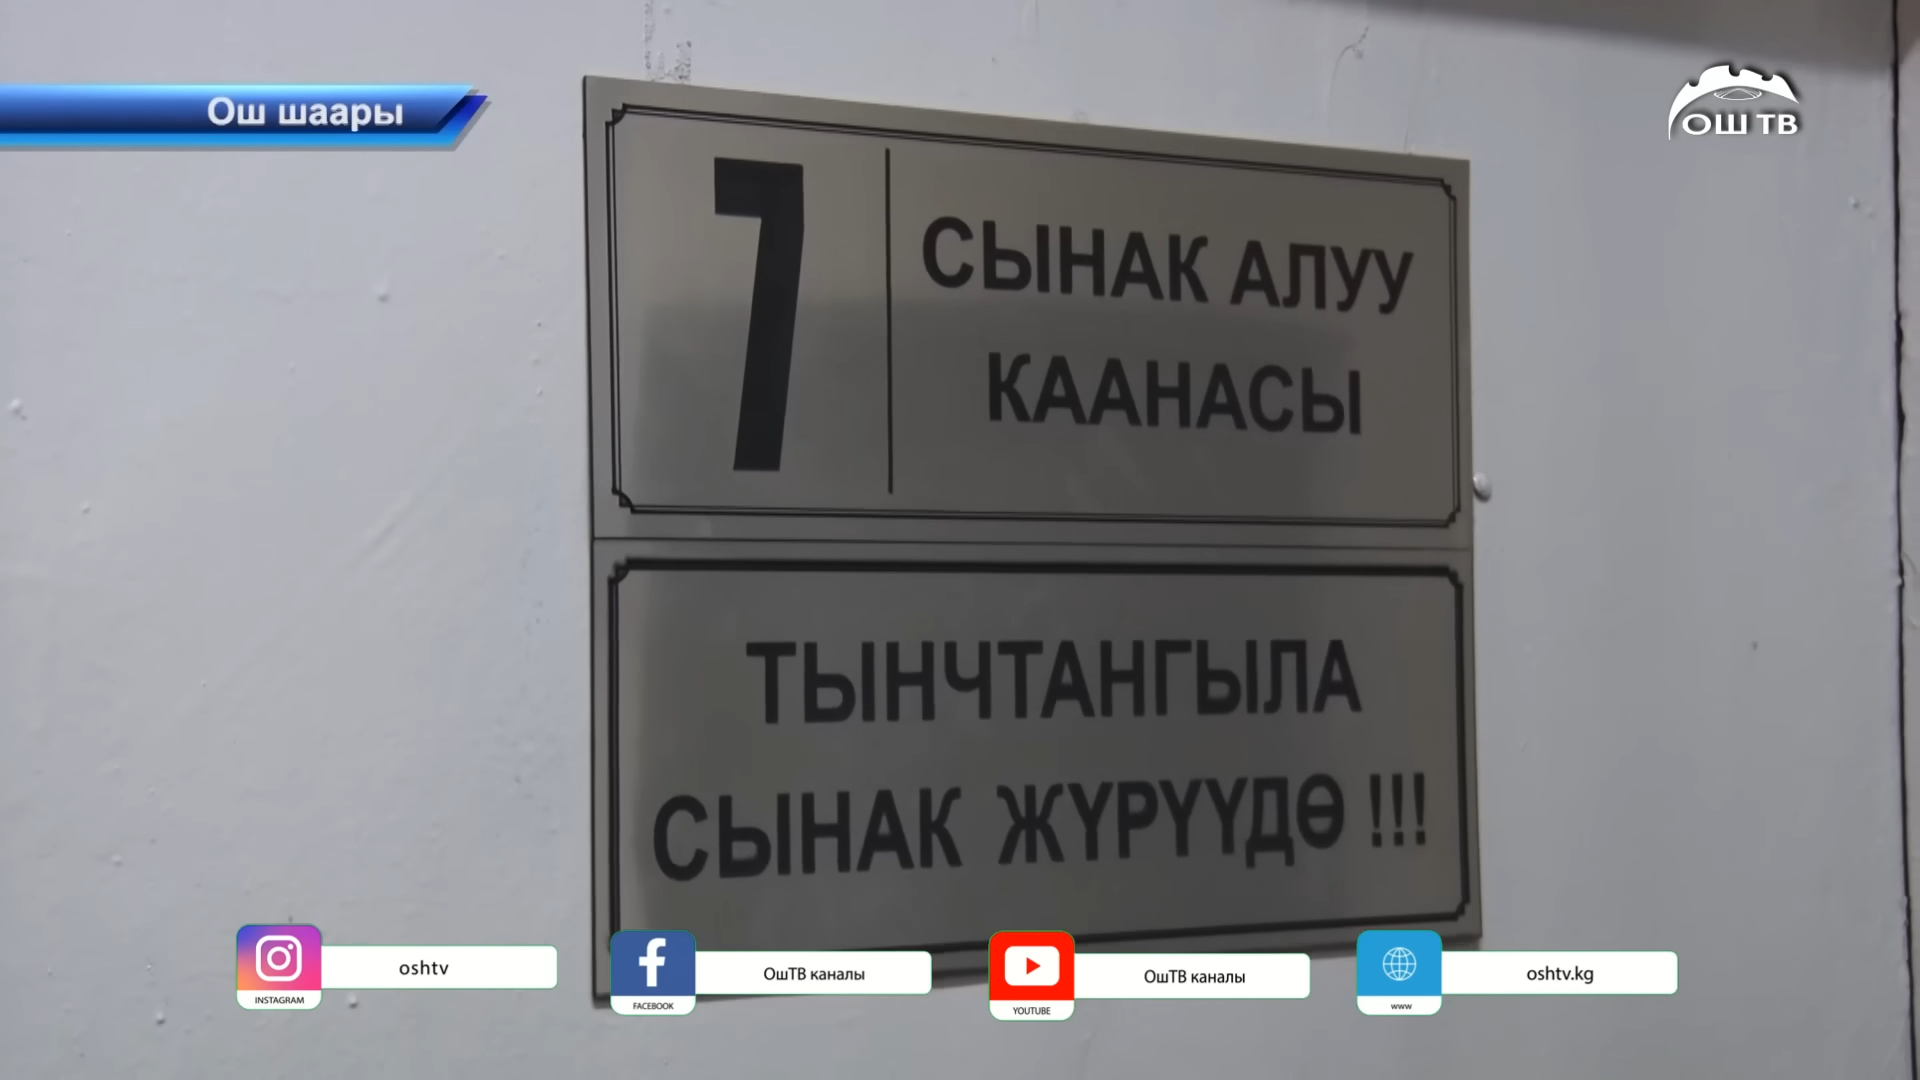 Ош шаары
ОШ ТВ
7
СЫНАК АЛУУ
КААНАСЫ
ТЫНЧТАНГЫЛА
СЫНАК ЖҮРҮҮДӨ !!!
oshtv
INSTAGRAM
ОшТВ каналы
FACEBOOK
ОшТВ каналы
YOUTUBE
oshtv.kg
www